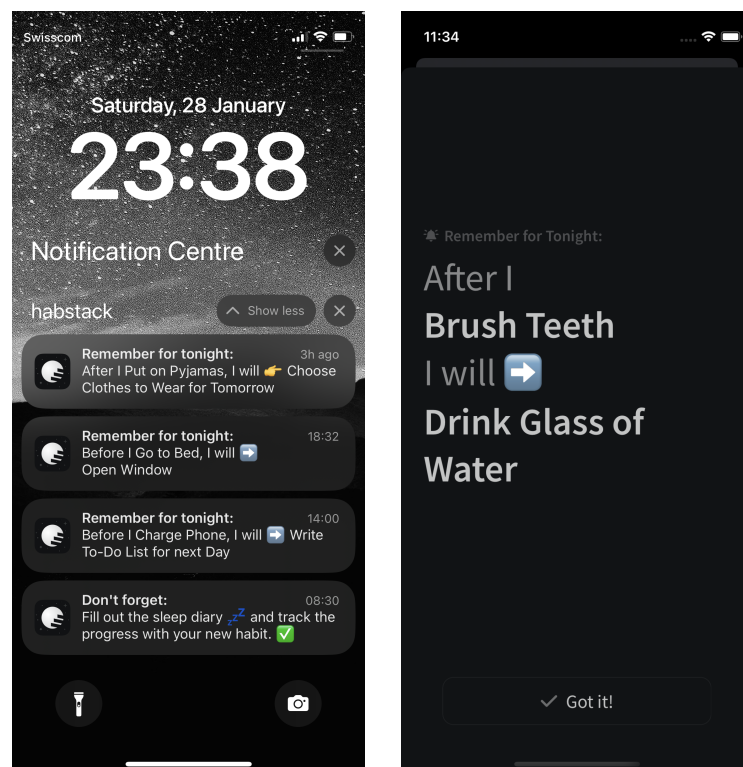 Swisscom
Saturday, 28 January
23:38
Notification Centre
habstack
Show less
Remember for tonight: 3h ago
After I Put on Pyjamas, I will 👉 Choose
Clothes to Wear for Tomorrow
Remember for tonight: 18:32
Before I Go to Bed, I will ➡️
Open Window
Remember for tonight: 14:00
Before I Charge Phone, I will ➡️ Write
To-Do List for next Day
Don't forget: 08:30
Fill out the sleep diary 💤 and track the
progress with your new habit. ✅
11:34
Remember for Tonight:
After I
Brush Teeth
I will ➡️
Drink Glass of
Water
Got it!